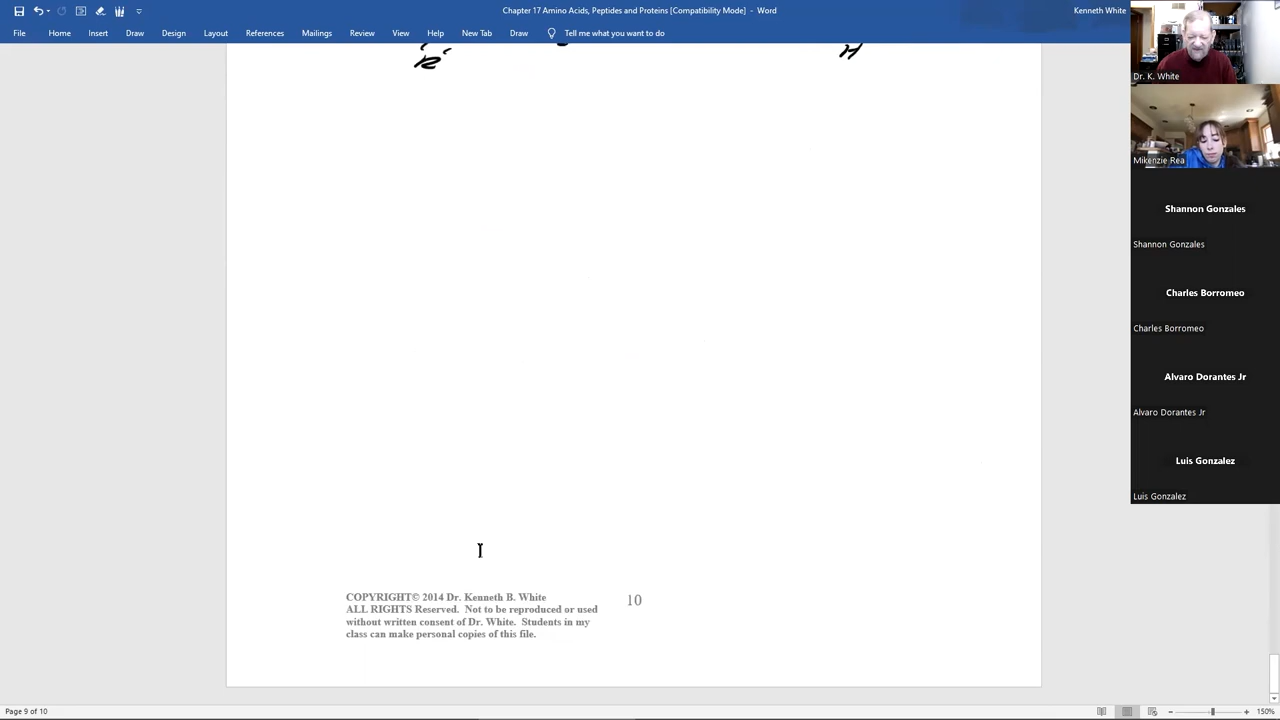 Chapter 17 Amino Acids, Peptides and Proteins [Compatibility Mode] - Word
Kenneth White
File Home Insert Draw Design Layout References Mailings Review View Help New Tab Draw Tell me what you want to do
Dr. K. White
Mikenzie Rea
Shannon Gonzales
Shannon Gonzales
Charles Borromeo
Charles Borromeo
Alvaro Dorantes Jr
Alvaro Dorantes Jr
Luis Gonzalez
Luis Gonzalez
COPYRIGHT© 2014 Dr. Kenneth B. White
ALL RIGHTS Reserved. Not to be reproduced or used
without written consent of Dr. White. Students in my
class can make personal copies of this file.
10
Page 9 of 10
150%